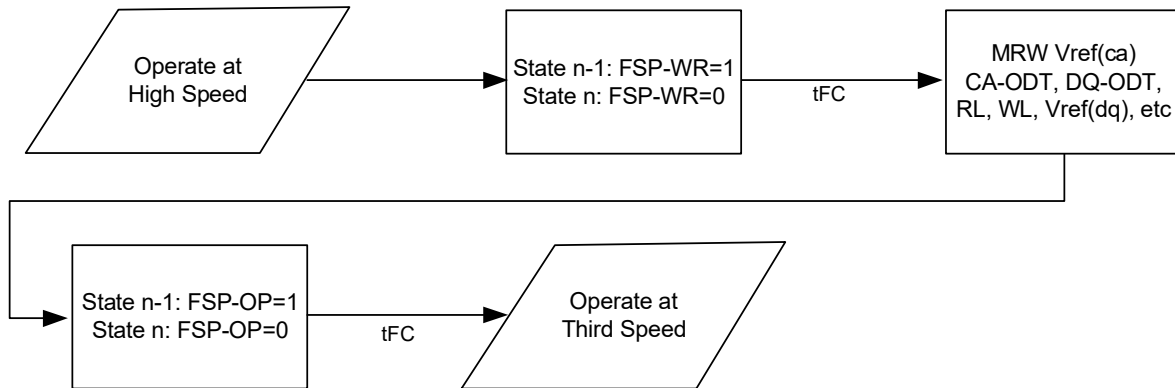 Operate at
High Speed
State n-1: FSP-WR=1
State n: FSP-WR=0
tFC
MRW Vref(ca)
CA-ODT, DQ-ODT,
RL, WL, Vref(dq), etc
State n-1: FSP-OP=1
State n: FSP-OP=0
tFC
Operate at
Third Speed